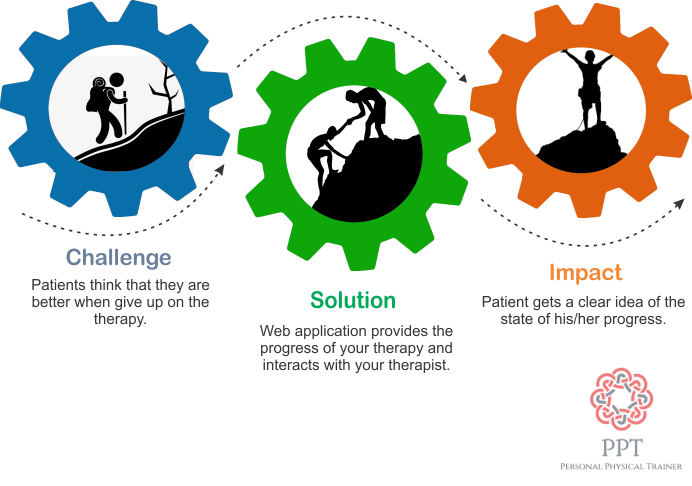 Challenge
Patients think that they are
better when give up on the
therapy.
Solution
Web application provides the
progress of your therapy and
interacts with your therapist.
Impact
Patient gets a clear idea of the
state of his/her progress.
PPT
Personal Physical Trainer